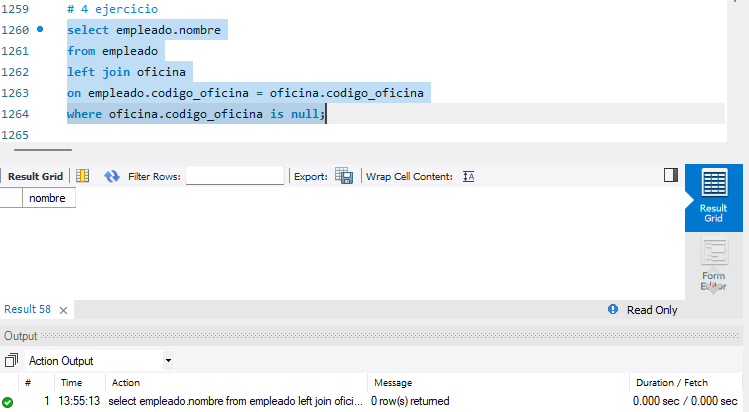 1259 # 4 ejercicio
1260 select empleado.nombre
1261 from empleado
1262 left join oficina
1263 on empleado.codigo_oficina = oficina.codigo_oficina
1264 where oficina.codigo_oficina is null;
1265
Result Grid Filter Rows: Export: Wrap Cell Content:
nombre
Result Grid
Form Editor
Result 58 Read Only
Output
Action Output
# Time Action Message Duration / Fetch
1 13:55:13 select empleado.nombre from empleado left join ofici... 0 row(s) returned 0.000 sec / 0.000 sec